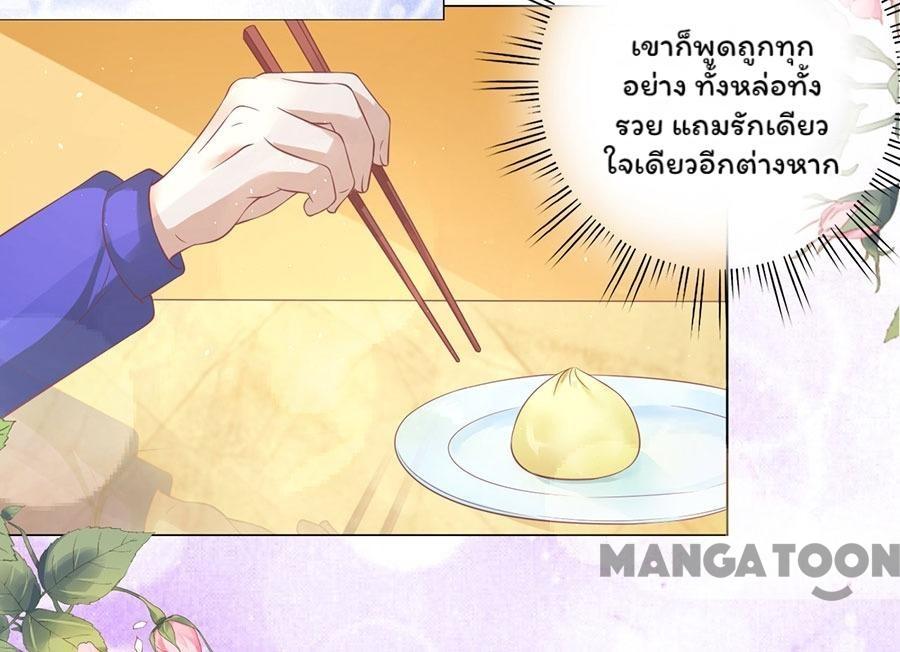 เขาก็พูดถูกทุก
อย่าง ทั้งหล่อทั้ง
รวย แถมรักเดียว
ใจเดียวอีกต่างหาก
MANGATOON